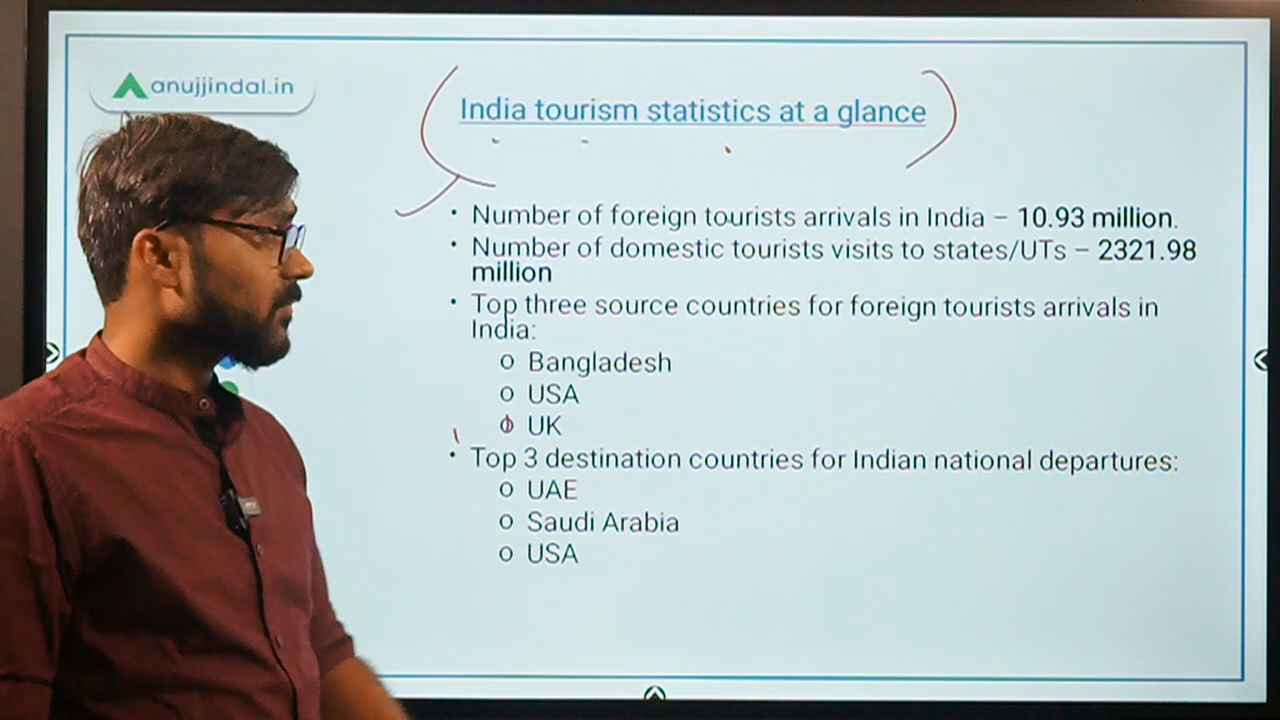 anujjindal.in
India tourism statistics at a glance
• Number of foreign tourists arrivals in India – 10.93 million.
• Number of domestic tourists visits to states/UTs – 2321.98
million
• Top three source countries for foreign tourists arrivals in
India:
o Bangladesh
o USA
o UK
• Top 3 destination countries for Indian national departures:
o UAE
o Saudi Arabia
o USA